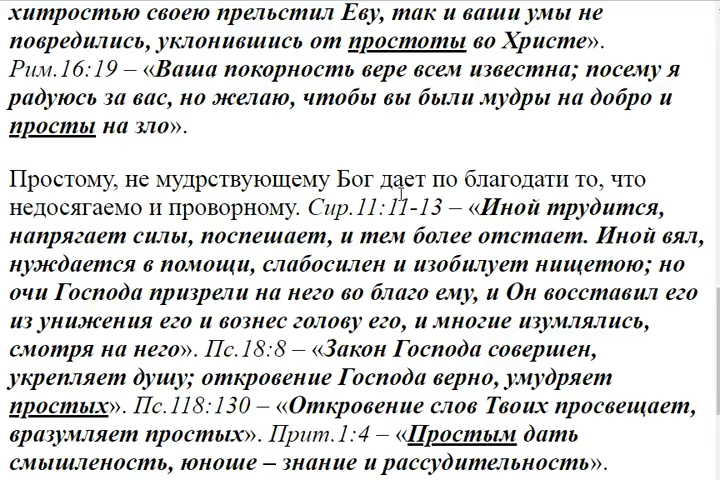 хитростью своею прельстил Еву, так и ваши умы не
повредились, уклонившись от простоты во Христе».
Рим.16:19 – «Ваша покорность вере всем известна; посему я
радуюсь за вас, но желаю, чтобы вы были мудры на добро и
просты на зло».
Простому, не мудрствующему Бог дает по благодати то, что
недосягаемо и проворному. Сир.11:11-13 – «Иной трудится,
напрягает силы, поспешает, и тем более отстает. Иной вял,
нуждается в помощи, слабосилен и изобилует нищетою; но
очи Господа призрели на него во благо ему, и Он восставил его
из унижения его и вознес голову его, и многие изумлялись,
смотря на него». Пс.18:8 – «Закон Господа совершен,
укрепляет душу; откровение Господа верно, умудряет
простых». Пс.118:130 – «Откровение слов Твоих просвещает,
вразумляет простых». Прит.1:4 – «Простым дать
смышленость, юноше – знание и рассудительность».